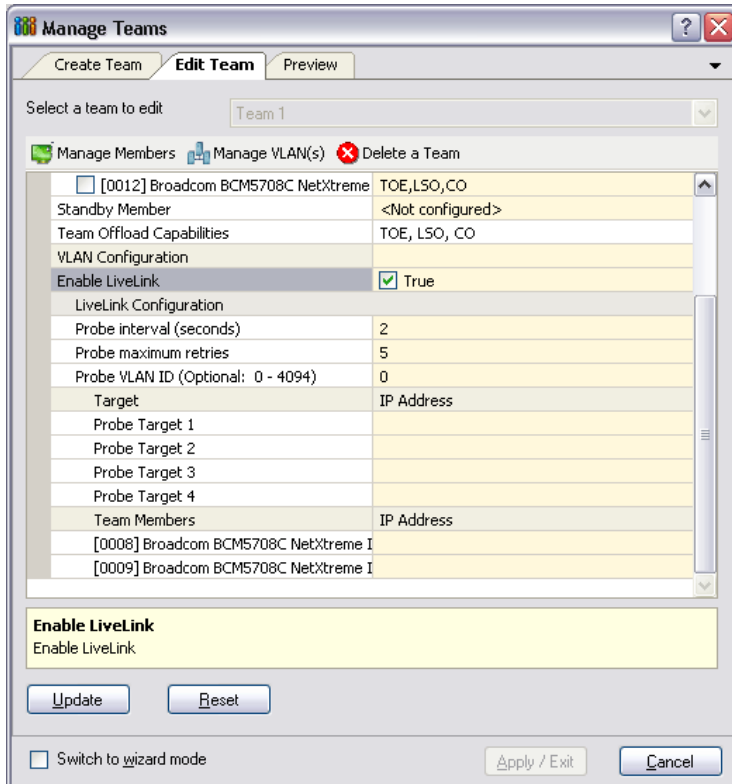 Manage Teams
Create Team Edit Team Preview
Select a team to edit Team 1
Manage Members Manage VLAN(s) Delete a Team
[0012] Broadcom BCM5708C NetXtreme TOE,LSO,CO
Standby Member <Not configured>
Team Offload Capabilities TOE, LSO, CO
VLAN Configuration
Enable LiveLink True
LiveLink Configuration
Probe interval (seconds) 2
Probe maximum retries 5
Probe VLAN ID (Optional: 0 - 4094) 0
Target IP Address
Probe Target 1
Probe Target 2
Probe Target 3
Probe Target 4
Team Members IP Address
[0008] Broadcom BCM5708C NetXtreme I
[0009] Broadcom BCM5708C NetXtreme I
Enable LiveLink
Enable LiveLink
Update Reset
Switch to wizard mode Apply / Exit Cancel